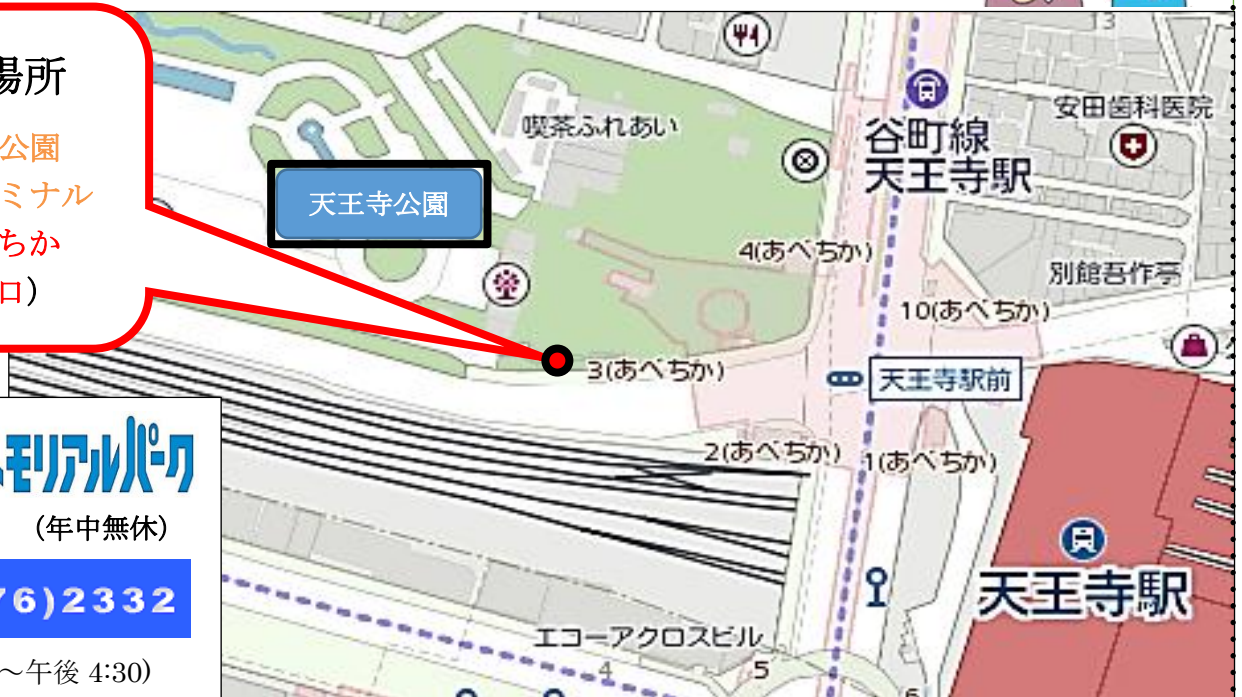 場所
公園
ミナル
ちか
口)
天王寺公園
喫茶ふれあい
谷町線
天王寺駅
安田歯科医院
3
4(あべちか)
別館吾作亭
10(あべちか)
3(あべちか)
天王寺駅前
2(あべちか)
1(あべちか)
モリアルパーク
(年中無休)
76)2332
～午後 4:30)
天王寺駅
エコーアクロスビル
4
5
6